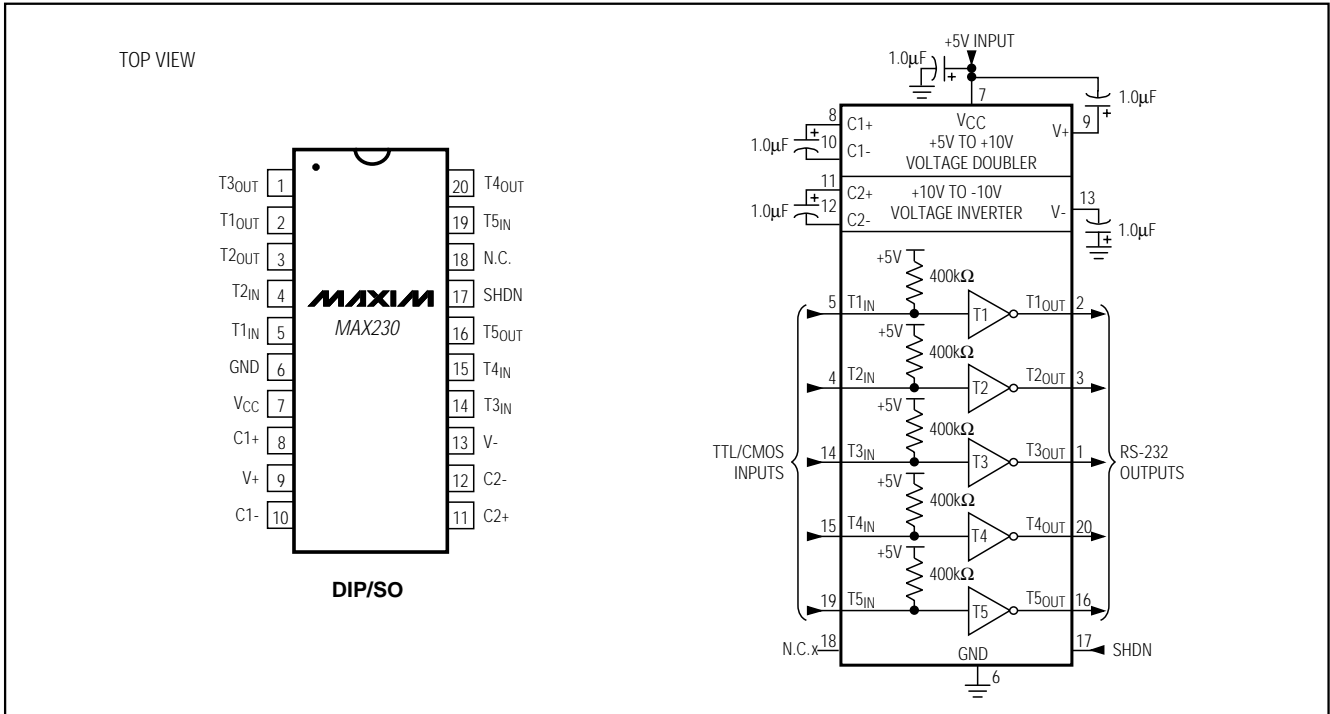 TOP VIEW
T3OUT 1
T1OUT 2
T2OUT 3
T2IN 4
T1IN 5
GND 6
VCC 7
C1+ 8
V+ 9
C1- 10
20 T4OUT
19 T5IN
18 N.C.
17 SHDN
16 T5OUT
15 T4IN
14 T3IN
13 V-
12 C2-
11 C2+
MAXIM
MAX230
DIP/SO
+5V INPUT
1.0µF
+
7
1.0µF
+
8 C1+
1.0µF
+
10 C1-
VCC
+5V TO +10V
VOLTAGE DOUBLER
V+ 9
11 C2+
1.0µF
+
12 C2-
+10V TO -10V
VOLTAGE INVERTER
V- 13
1.0µF
+
+5V
400kΩ
5 T1IN
T1
T1OUT 2
+5V
400kΩ
4 T2IN
T2
T2OUT 3
+5V
400kΩ
14 T3IN
T3
T3OUT 1
+5V
400kΩ
15 T4IN
T4
T4OUT 20
+5V
400kΩ
19 T5IN
T5
T5OUT 16
TTL/CMOS
INPUTS
RS-232
OUTPUTS
N.C. x 18
17 SHDN
GND
6